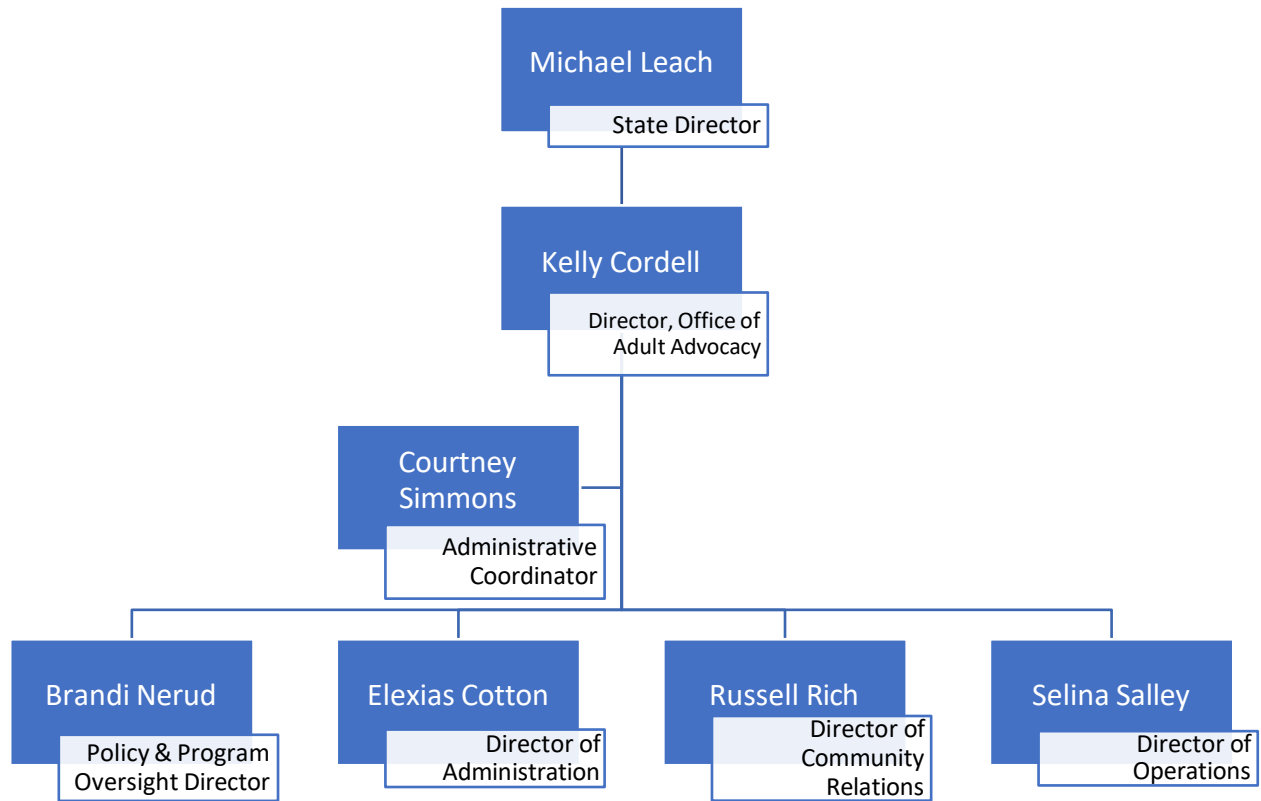 Michael Leach
State Director
Kelly Cordell
Director, Office of
Adult Advocacy
Courtney
Simmons
Administrative
Coordinator
Brandi Nerud
Policy & Program
Oversight Director
Elexias Cotton
Director of
Administration
Russell Rich
Director of
Community
Relations
Selina Salley
Director of
Operations